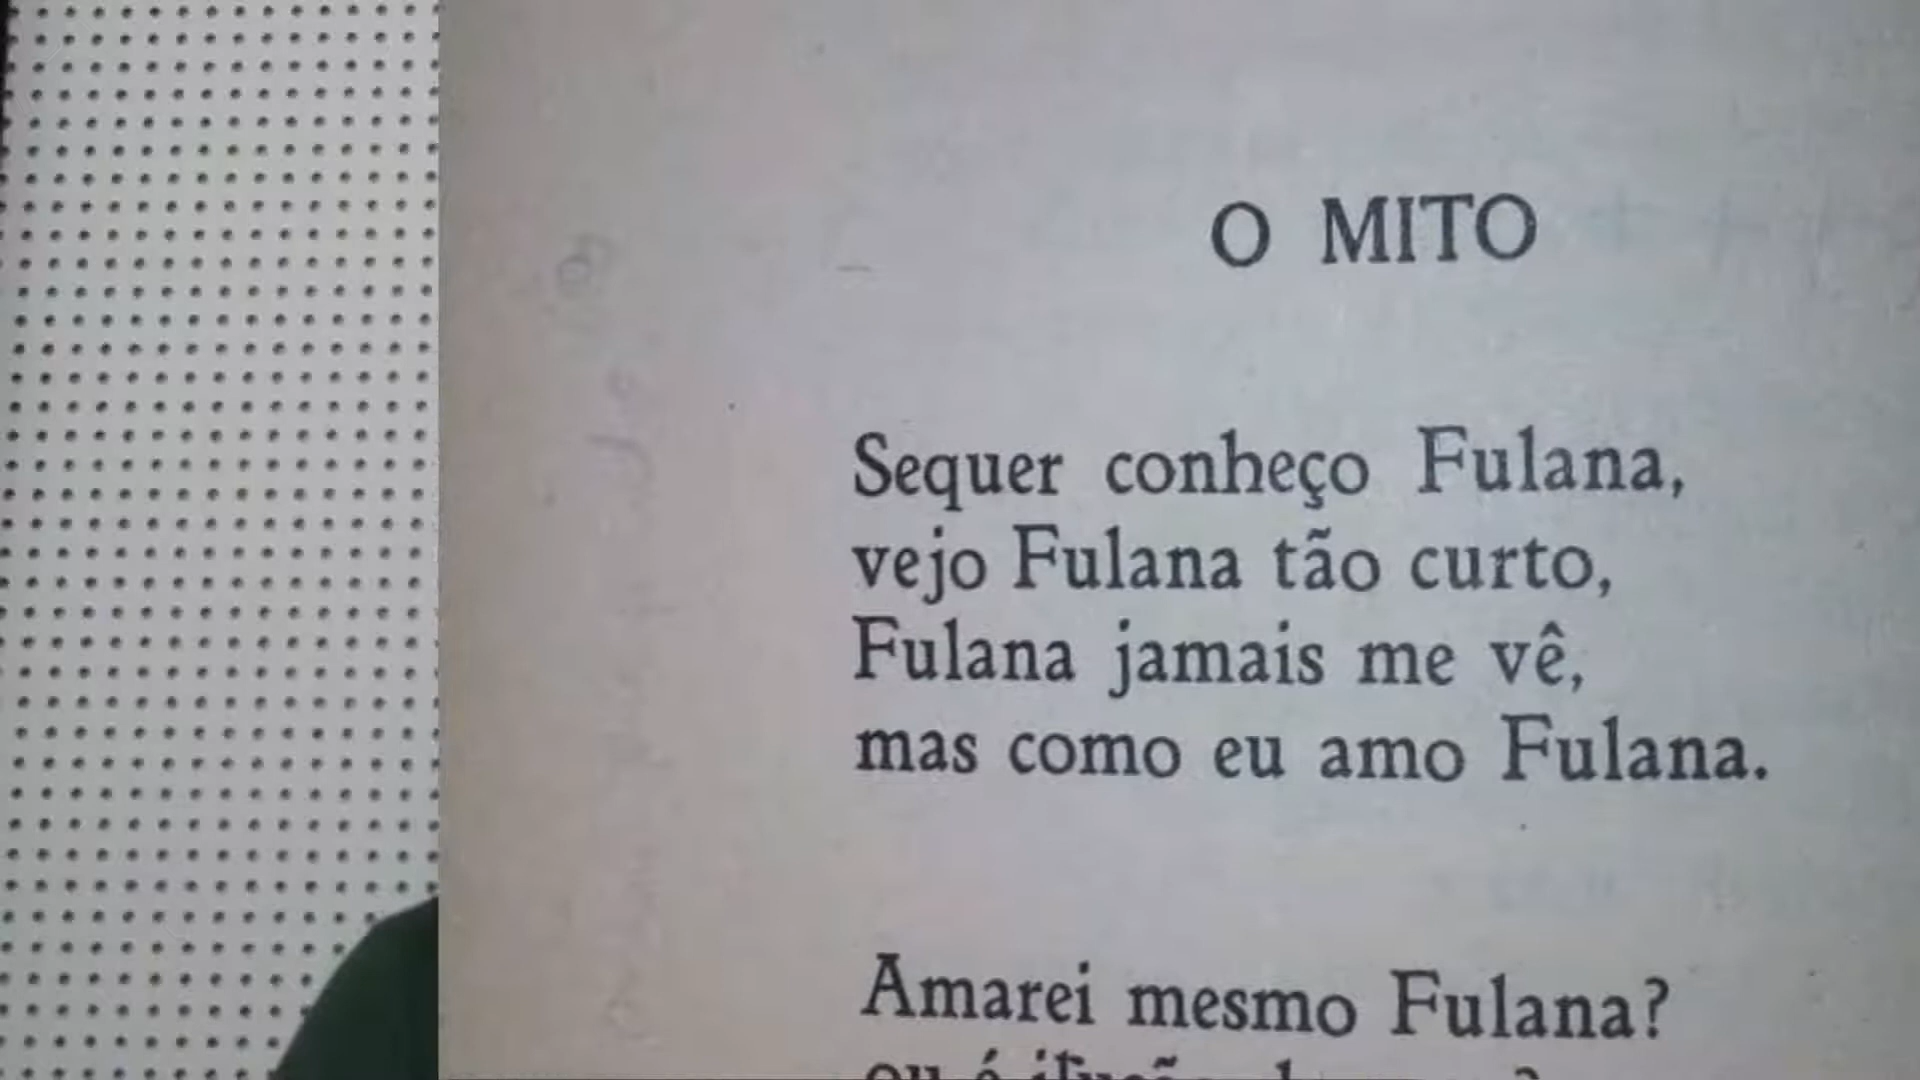 O MITO
Sequer conheço Fulana,
vejo Fulana tão curto,
Fulana jamais me vê,
mas como eu amo Fulana.
Amarei mesmo Fulana?